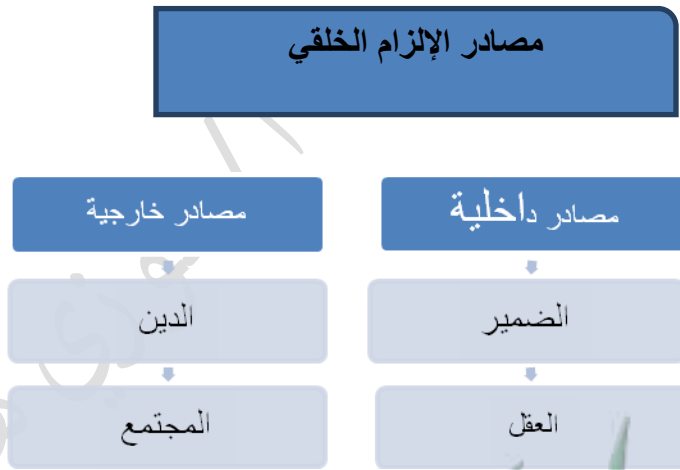 مصادر الإلزام الخلقي
مصادر داخلية
الضمير
العقل
مصادر خارجية
الدين
المجتمع